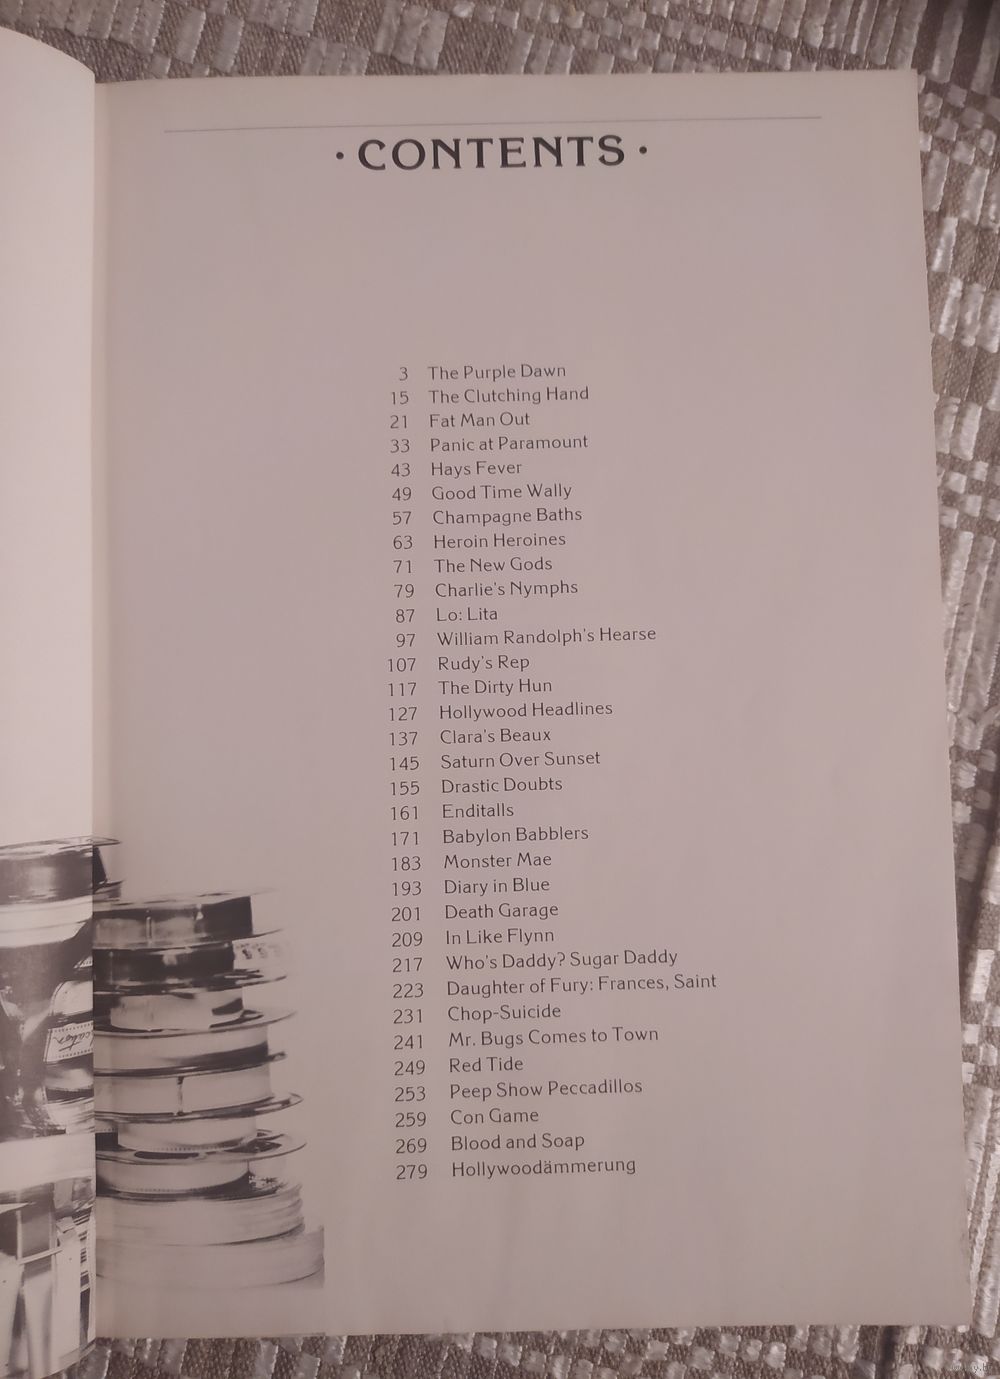 · CONTENTS ·
3 The Purple Dawn
15 The Clutching Hand
21 Fat Man Out
33 Panic at Paramount
43 Hays Fever
49 Good Time Wally
57 Champagne Baths
63 Heroin Heroines
71 The New Gods
79 Charlie's Nymphs
87 Lo: Lita
97 William Randolph's Hearse
107 Rudy's Rep
117 The Dirty Hun
127 Hollywood Headlines
137 Clara's Beaux
145 Saturn Over Sunset
155 Drastic Doubts
161 Enditalls
171 Babylon Babblers
183 Monster Mae
193 Diary in Blue
201 Death Garage
209 In Like Flynn
217 Who's Daddy? Sugar Daddy
223 Daughter of Fury: Frances, Saint
231 Chop-Suicide
241 Mr. Bugs Comes to Town
249 Red Tide
253 Peep Show Peccadillos
259 Con Game
269 Blood and Soap
279 Hollywoodämmerung